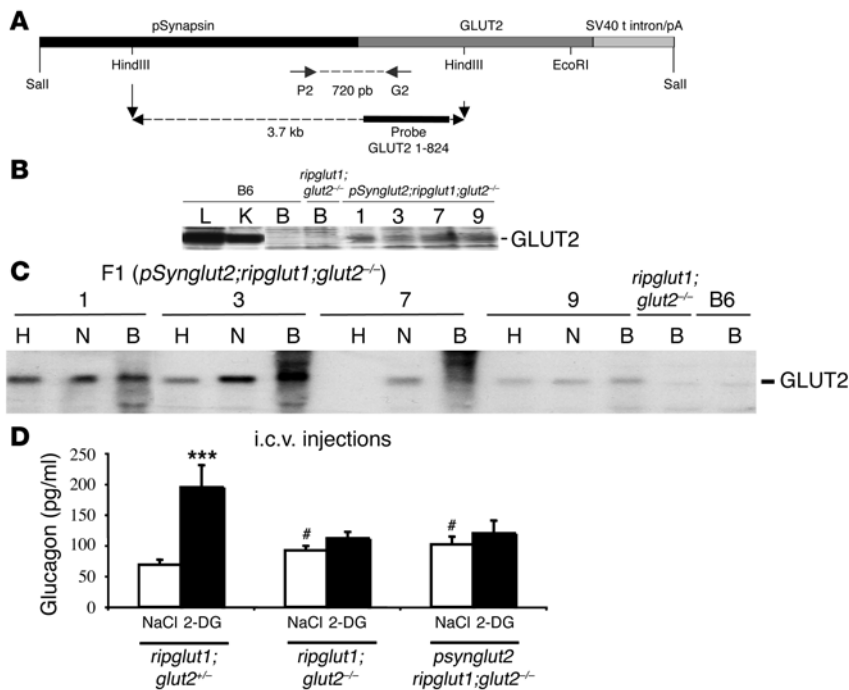 A
pSynapsin GLUT2 SV40 t intron/pA
HindIII HindIII EcoRI
SalI SalI
P2 720 pb G2
3.7 kb Probe
GLUT2 1-824
B
B6 ripglut1; glut2–/– pSynglut2;ripglut1;glut2–/–
L K B B 1 3 7 9
-GLUT2
C
F1 (pSynglut2;ripglut1;glut2–/–)
1 3 7 9 ripglut1; glut2–/– B6
H N B H N B H N B H N B B B
– GLUT2
D
i.c.v. injections
Glucagon (pg/ml)
250
200
150
100
50
0
***
# #
NaCl 2-DG NaCl 2-DG NaCl 2-DG
ripglut1; ripglut1; psynglut2
glut2+/– glut2–/– ripglut1;glut2–/–